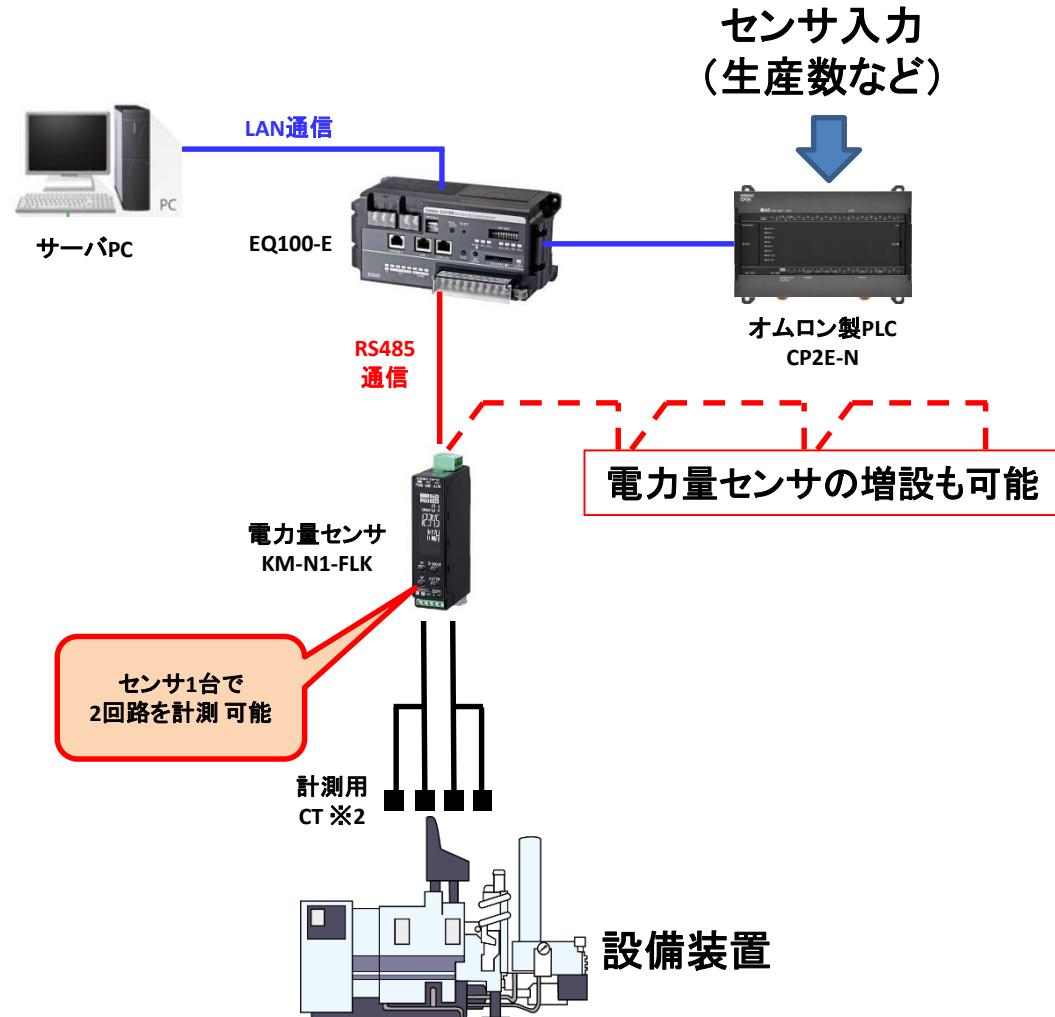 センサ入力
（生産数など）
LAN通信
PC
サーバPC
EQ100-E
オムロン製PLC
CP2E-N
RS485
通信
電力量センサの増設も可能
電力量センサ
KM-N1-FLK
センサ1台で
2回路を計測 可能
計測用
CT ※2
設備装置